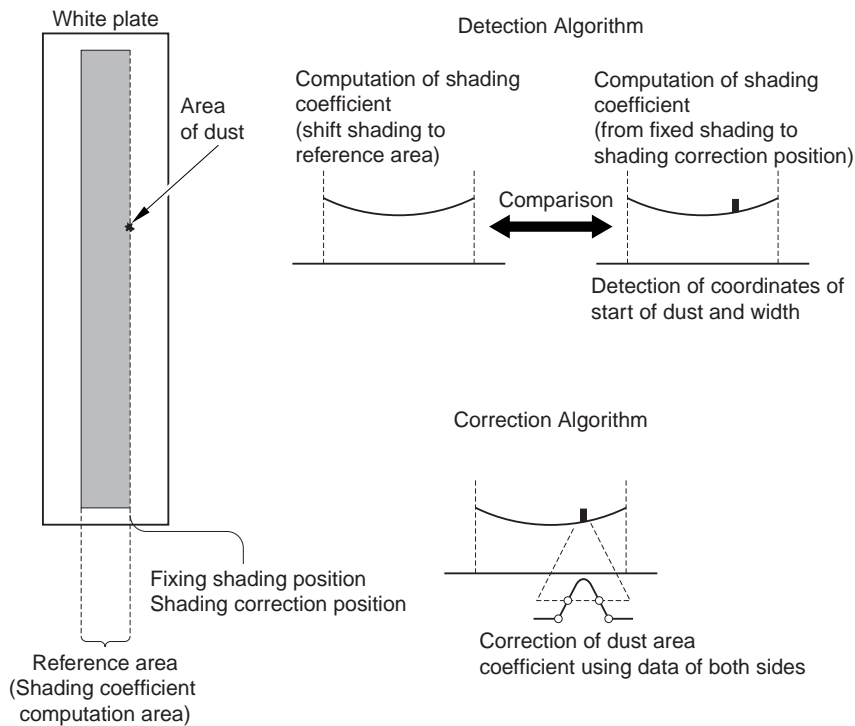 White plate
Area
of dust
Fixing shading position
Shading correction position
Reference area
(Shading coefficient
computation area)
Detection Algorithm
Computation of shading
coefficient
(shift shading to
reference area)
Comparison
Computation of shading
coefficient
(from fixed shading to
shading correction position)
Detection of coordinates of
start of dust and width
Correction Algorithm
Correction of dust area
coefficient using data of both sides